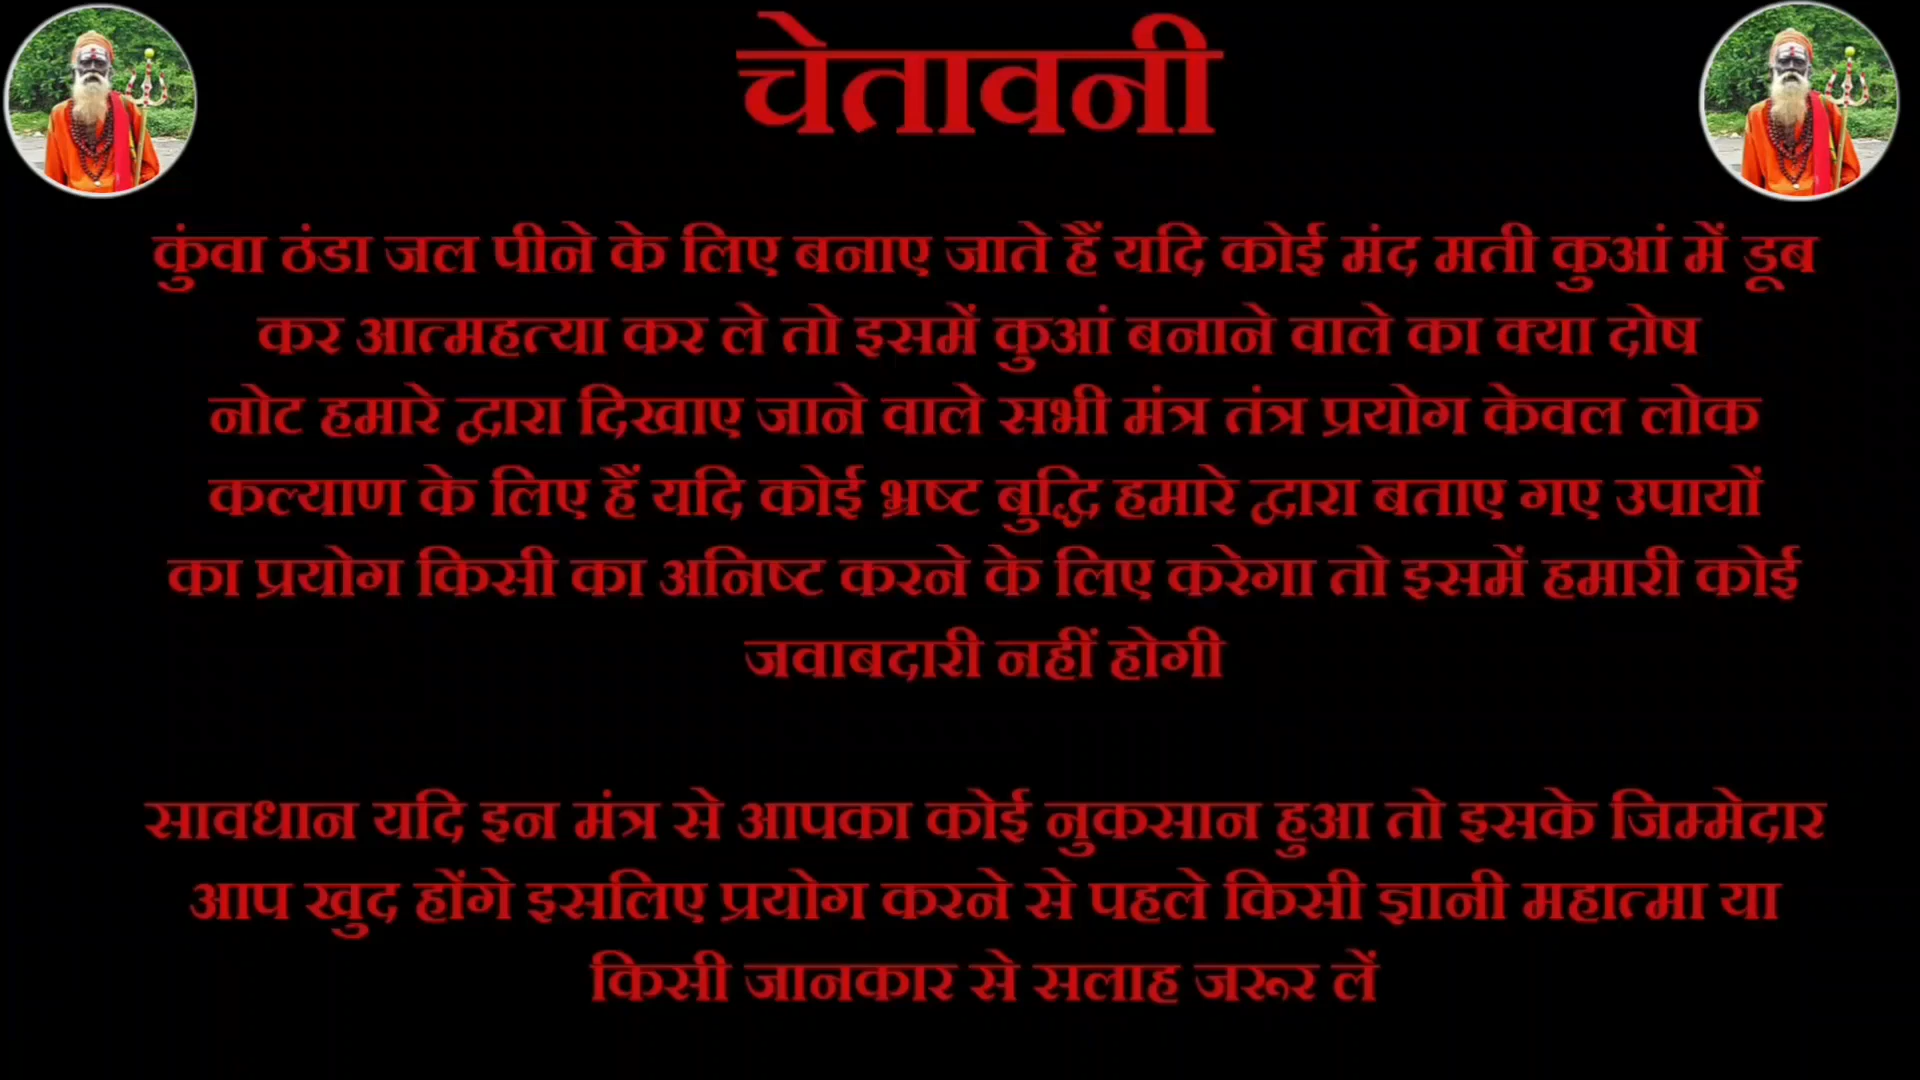 चेतावनी
कुंवा ठंडा जल पीने के लिए बनाए जाते हैं यदि कोई मंद मती कुआं में डूब
कर आत्महत्या कर ले तो इसमें कुआं बनाने वाले का क्या दोष
नोट हमारे द्वारा दिखाए जाने वाले सभी मंत्र तंत्र प्रयोग केवल लोक
कल्याण के लिए हैं यदि कोई भ्रष्ट बुद्धि हमारे द्वारा बताए गए उपायों
का प्रयोग किसी का अनिष्ट करने के लिए करेगा तो इसमें हमारी कोई
जवाबदारी नहीं होगी
सावधान यदि इन मंत्र से आपका कोई नुकसान हुआ तो इसके जिम्मेदार
आप खुद होंगे इसलिए प्रयोग करने से पहले किसी ज्ञानी महात्मा या
किसी जानकार से सलाह जरूर लें